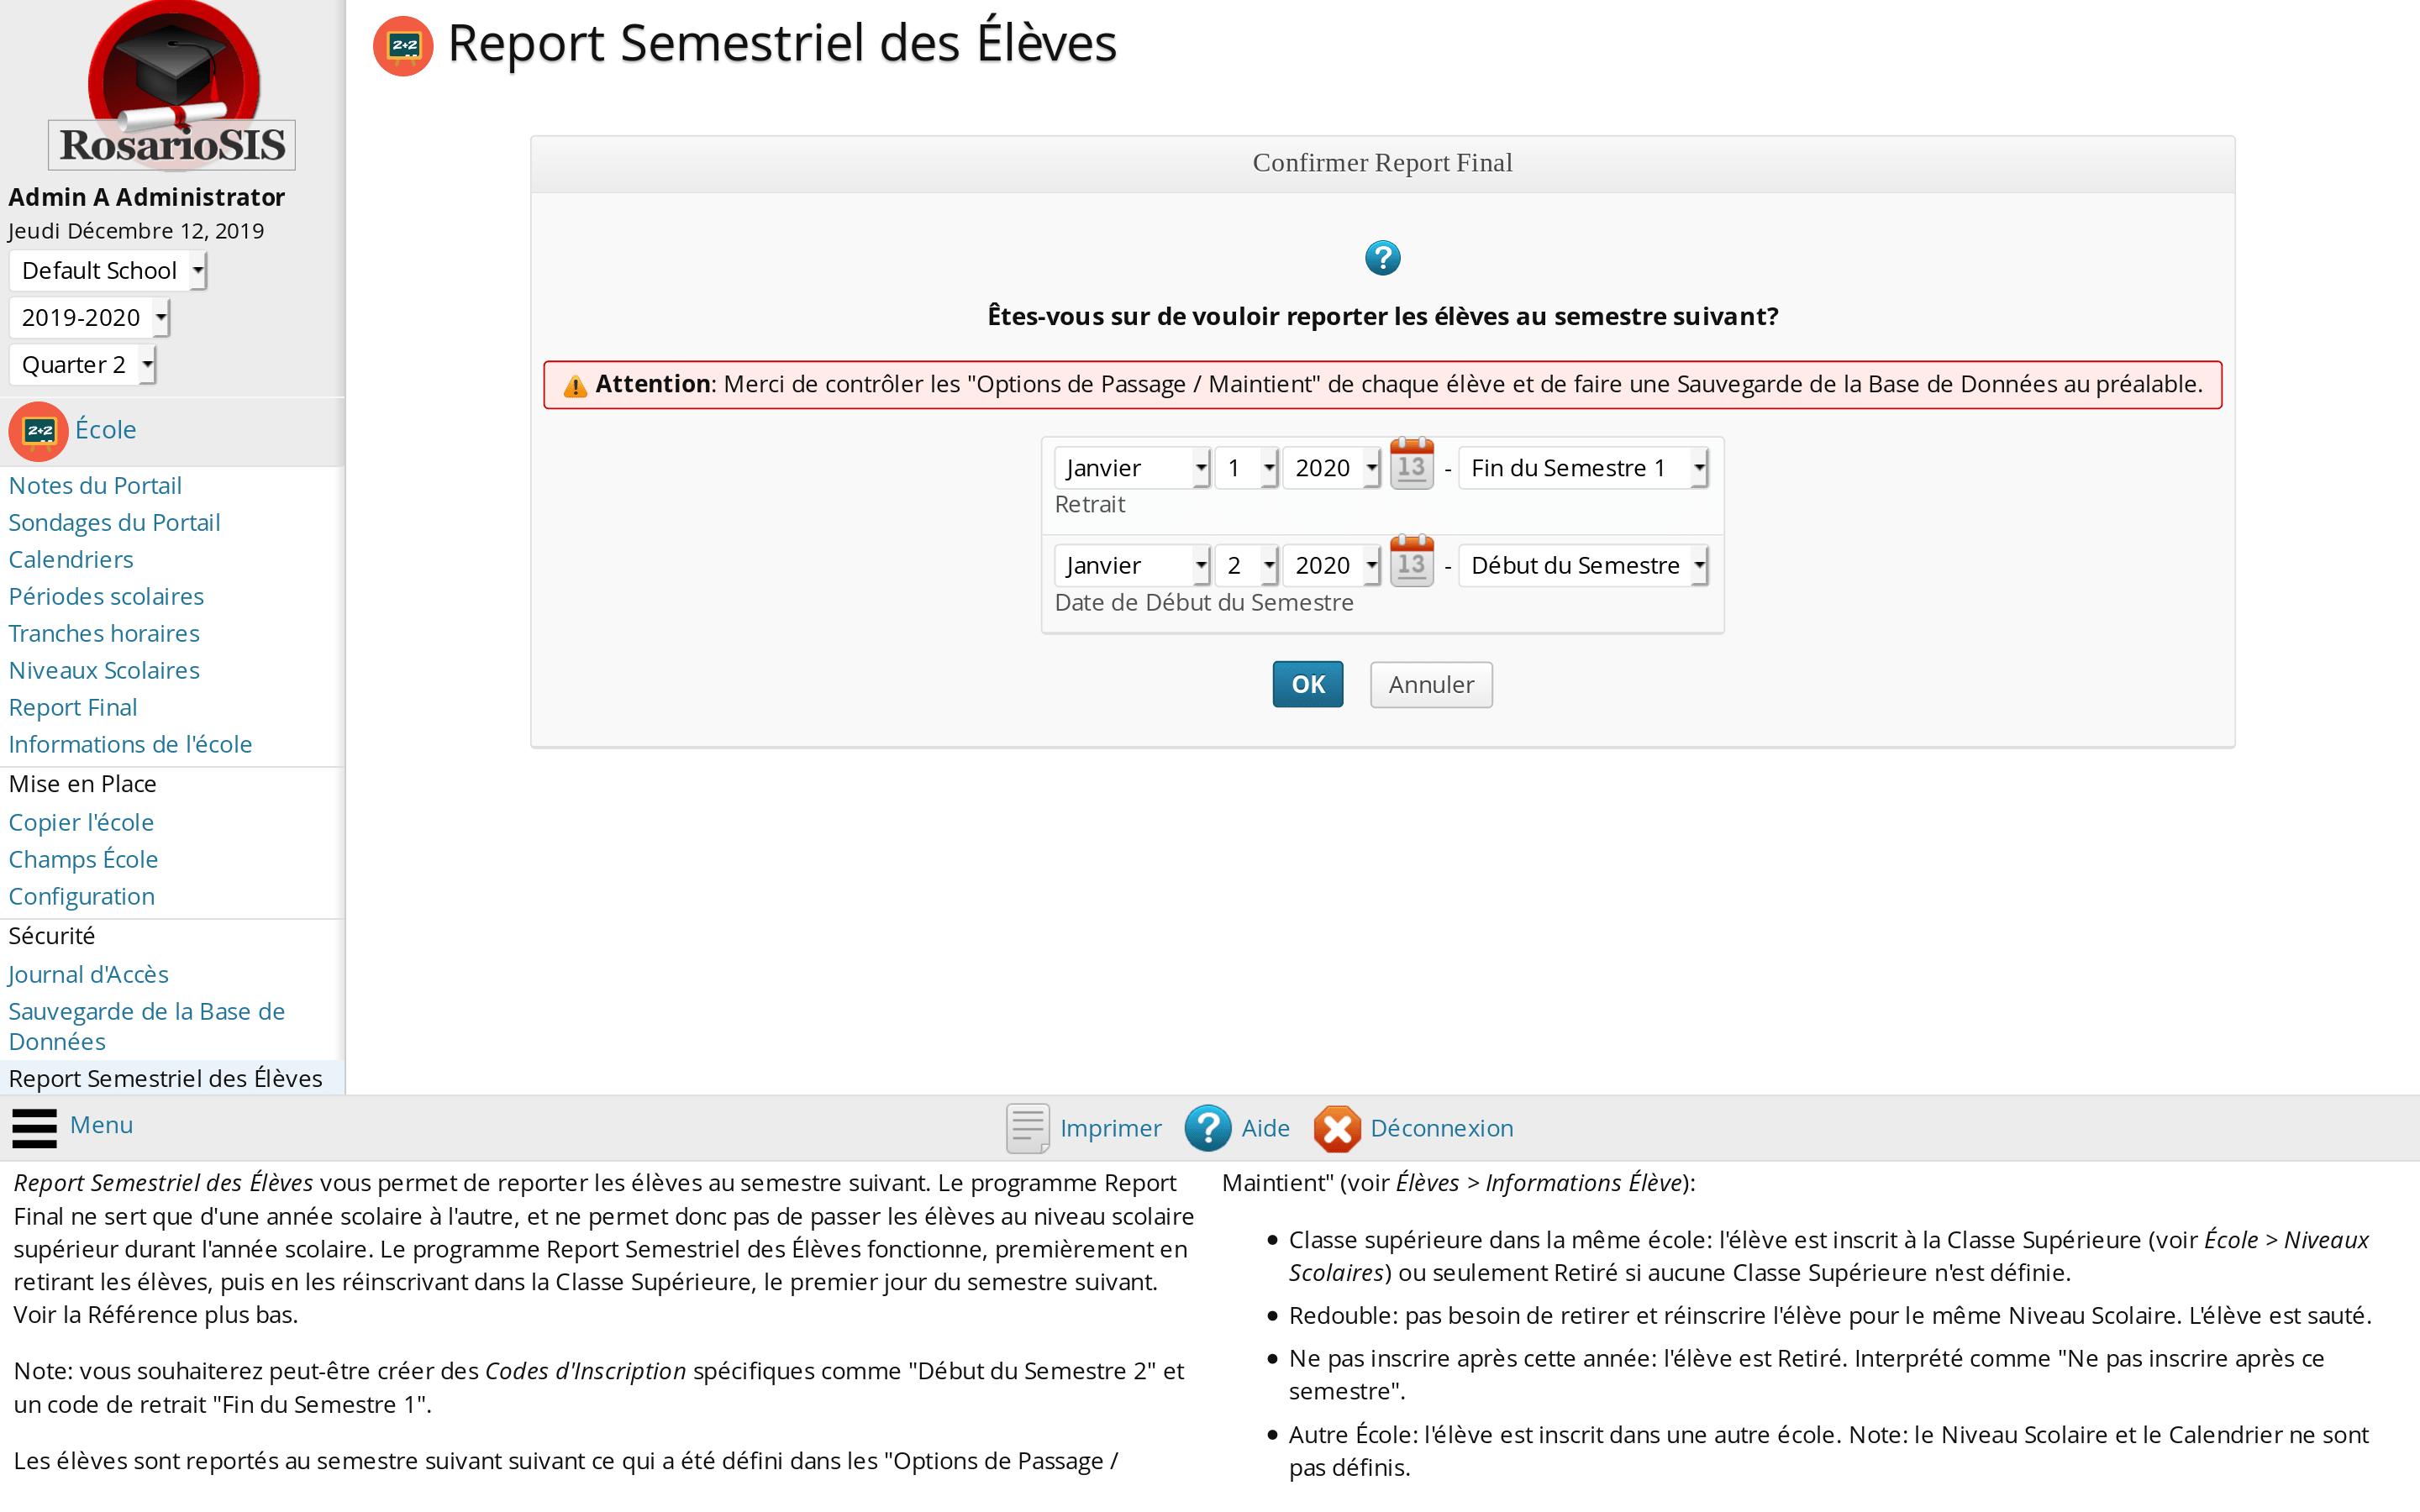 RosarioSIS
Admin A Administrator
Jeudi Décembre 12, 2019
Default School
2019-2020
Quarter 2
2+2 École
Notes du Portail
Sondages du Portail
Calendriers
Périodes scolaires
Tranches horaires
Niveaux Scolaires
Report Final
Informations de l'école
Mise en Place
Copier l'école
Champs École
Configuration
Sécurité
Journal d'Accès
Sauvegarde de la Base de
Données
Report Semestriel des Élèves
2+2 Report Semestriel des Élèves
Confirmer Report Final
?
Êtes-vous sur de vouloir reporter les élèves au semestre suivant?
Attention: Merci de contrôler les "Options de Passage / Maintient" de chaque élève et de faire une Sauvegarde de la Base de Données au préalable.
Janvier 1 2020 13 - Fin du Semestre 1
Retrait
Janvier 2 2020 13 - Début du Semestre
Date de Début du Semestre
OK Annuler
Menu Imprimer ? Aide Déconnexion
Report Semestriel des Élèves vous permet de reporter les élèves au semestre suivant. Le programme Report
Final ne sert que d'une année scolaire à l'autre, et ne permet donc pas de passer les élèves au niveau scolaire
supérieur durant l'année scolaire. Le programme Report Semestriel des Élèves fonctionne, premièrement en
retirant les élèves, puis en les réinscrivant dans la Classe Supérieure, le premier jour du semestre suivant.
Voir la Référence plus bas.
Note: vous souhaiterez peut-être créer des Codes d'Inscription spécifiques comme "Début du Semestre 2" et
un code de retrait "Fin du Semestre 1".
Les élèves sont reportés au semestre suivant suivant ce qui a été défini dans les "Options de Passage /
Maintient" (voir Élèves > Informations Élève):
• Classe supérieure dans la même école: l'élève est inscrit à la Classe Supérieure (voir École > Niveaux
Scolaires) ou seulement Retiré si aucune Classe Supérieure n'est définie.
• Redouble: pas besoin de retirer et réinscrire l'élève pour le même Niveau Scolaire. L'élève est sauté.
• Ne pas inscrire après cette année: l'élève est Retiré. Interprété comme "Ne pas inscrire après ce
semestre".
• Autre École: l'élève est inscrit dans une autre école. Note: le Niveau Scolaire et le Calendrier ne sont
pas définis.